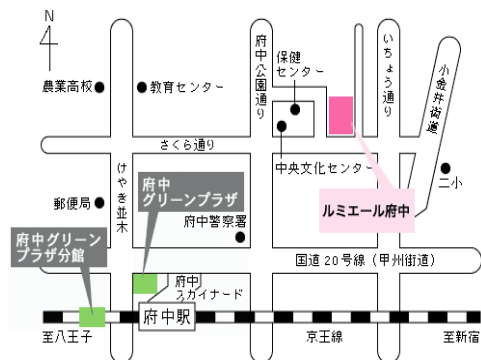 N
農業高校
教育センター
府中公園通り
保健
センター
いちょう通り
小金井街道
さくら通り
中央文化センター
けやき並木
郵便局
府中
グリーンプラザ
府中警察署
ルミエール府中
二小
府中グリーン
プラザ分館
国道20号線（甲州街道）
府中
スカイナード
府中駅
至八王子
京王線
至新宿